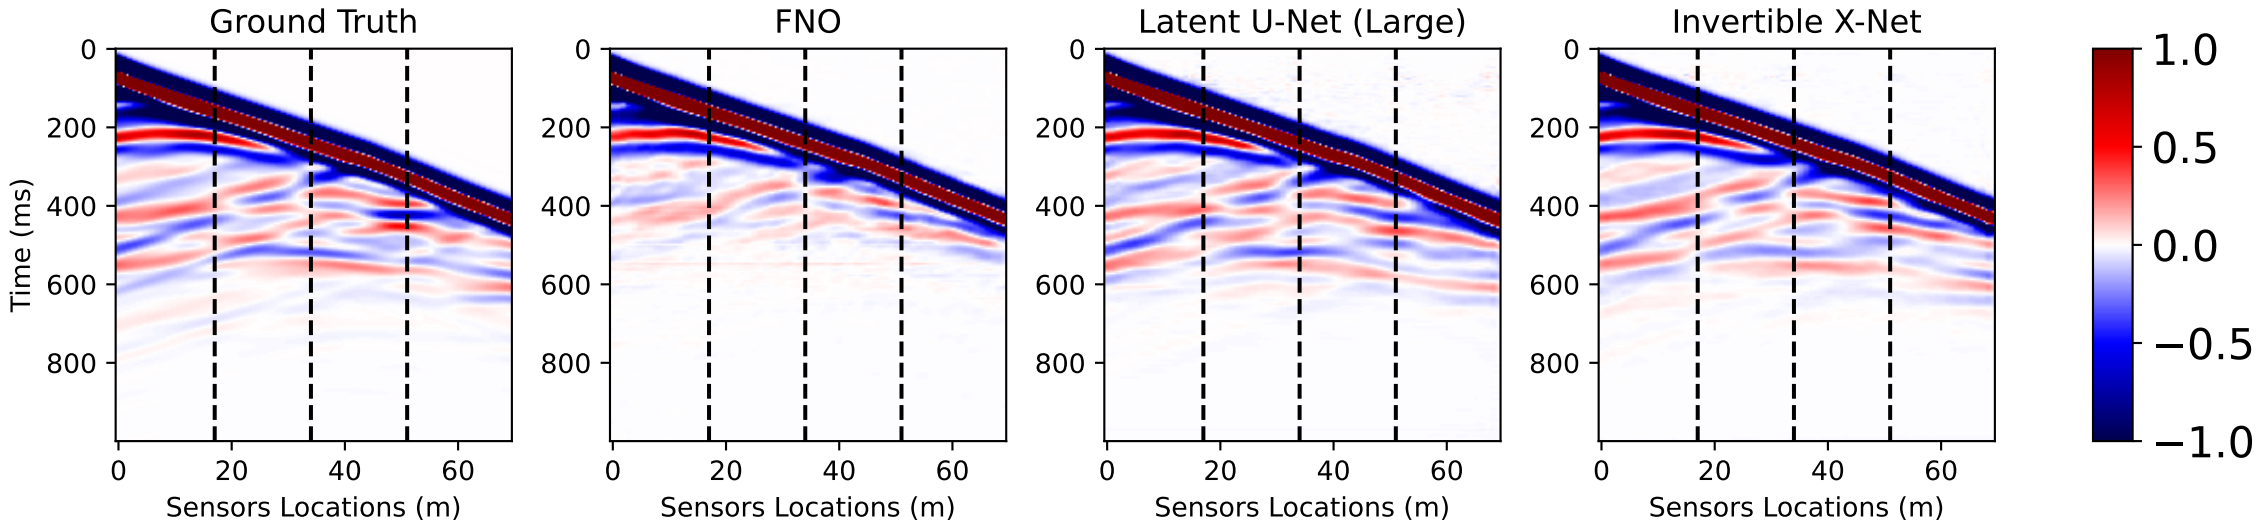 Ground Truth
FNO
Latent U-Net (Large)
Invertible X-Net
Time (ms)
0
200
400
600
800
0 20 40 60
Sensors Locations (m)
0
200
400
600
800
0 20 40 60
Sensors Locations (m)
0
200
400
600
800
0 20 40 60
Sensors Locations (m)
0
200
400
600
800
0 20 40 60
Sensors Locations (m)
1.0
0.5
0.0
−0.5
−1.0